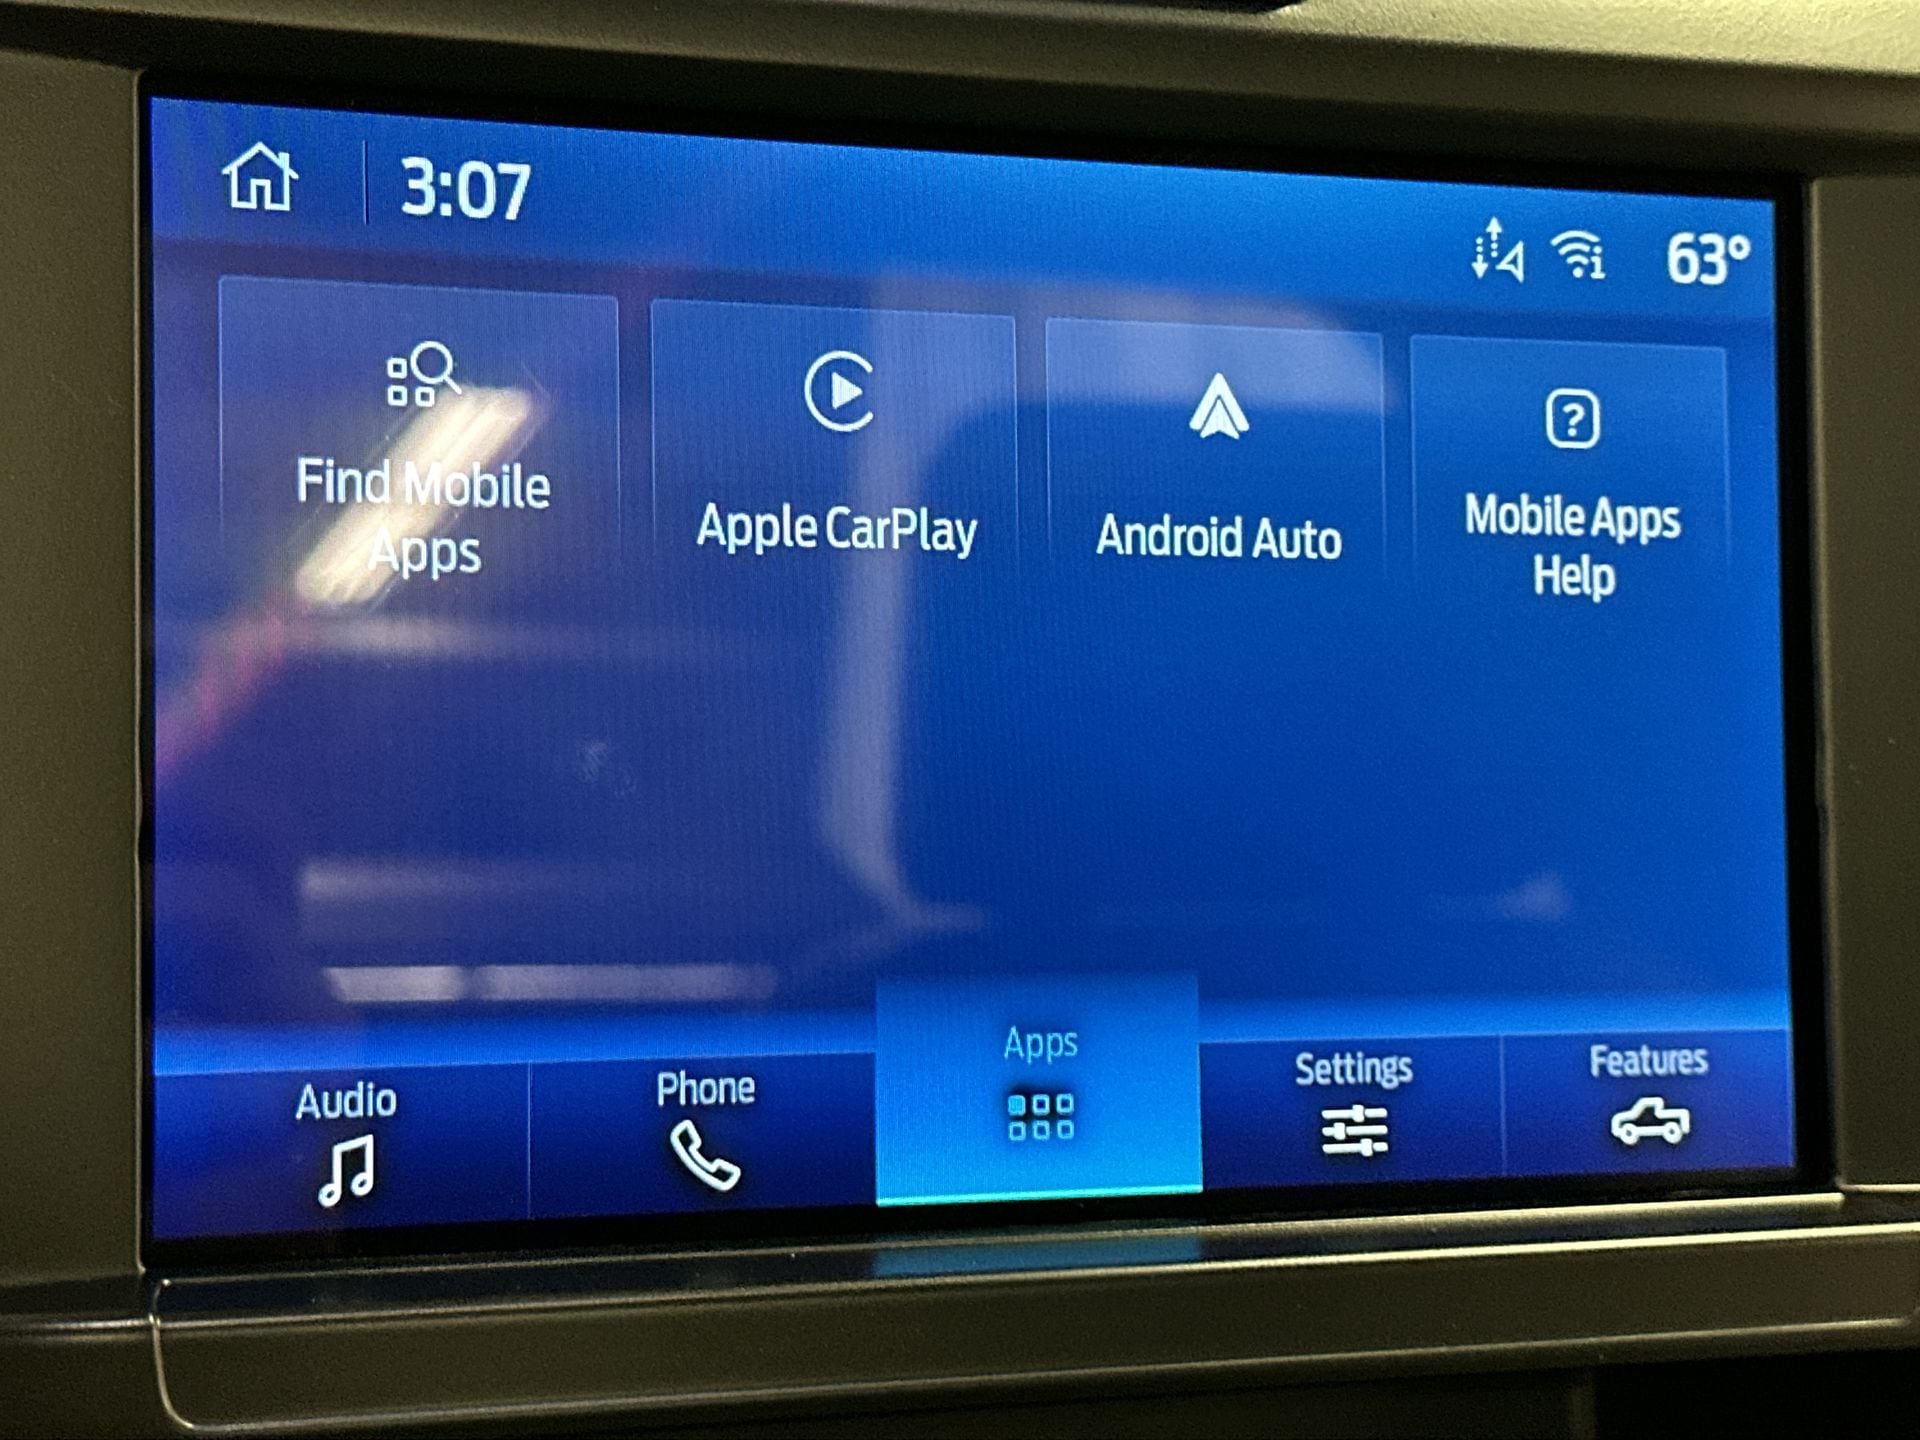 3:07
63°
Find Mobile
Apps
Apple CarPlay
Android Auto
Mobile Apps
Help
Audio
Phone
Apps
Settings
Features